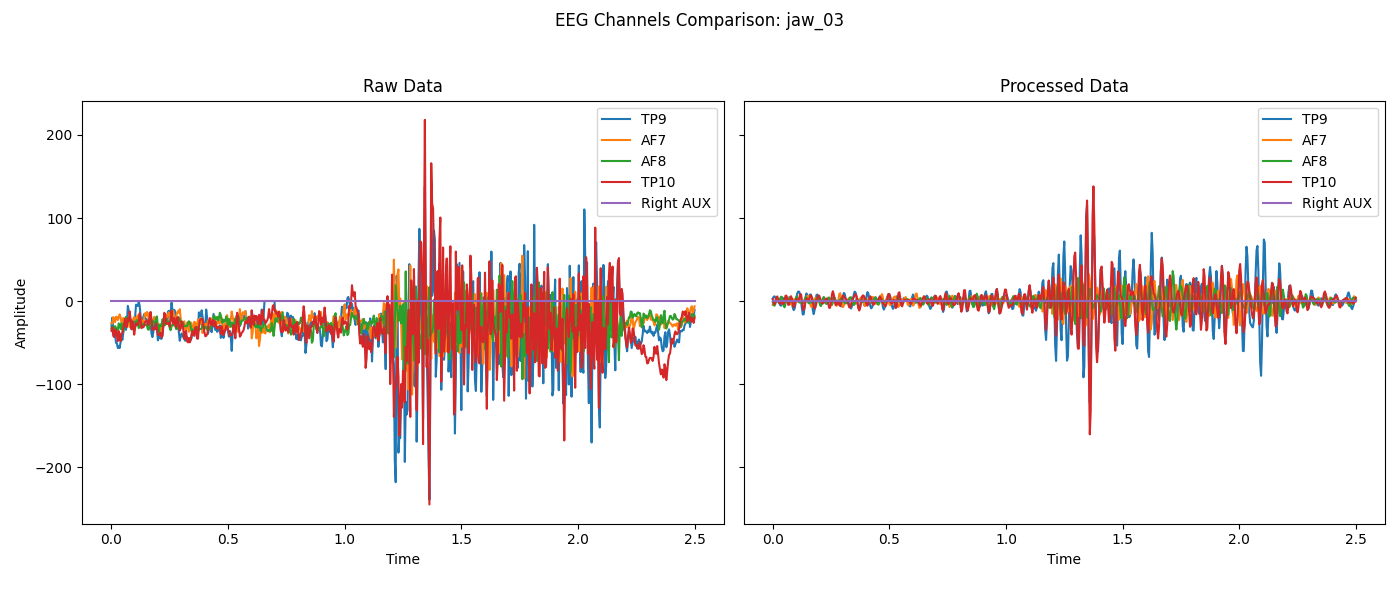 EEG Channels Comparison: jaw_03
Raw Data
Processed Data
TP9
AF7
AF8
TP10
Right AUX
TP9
AF7
AF8
TP10
Right AUX
200
100
0
−100
−200
Amplitude
0.0 0.5 1.0 1.5 2.0 2.5
0.0 0.5 1.0 1.5 2.0 2.5
Time
Time